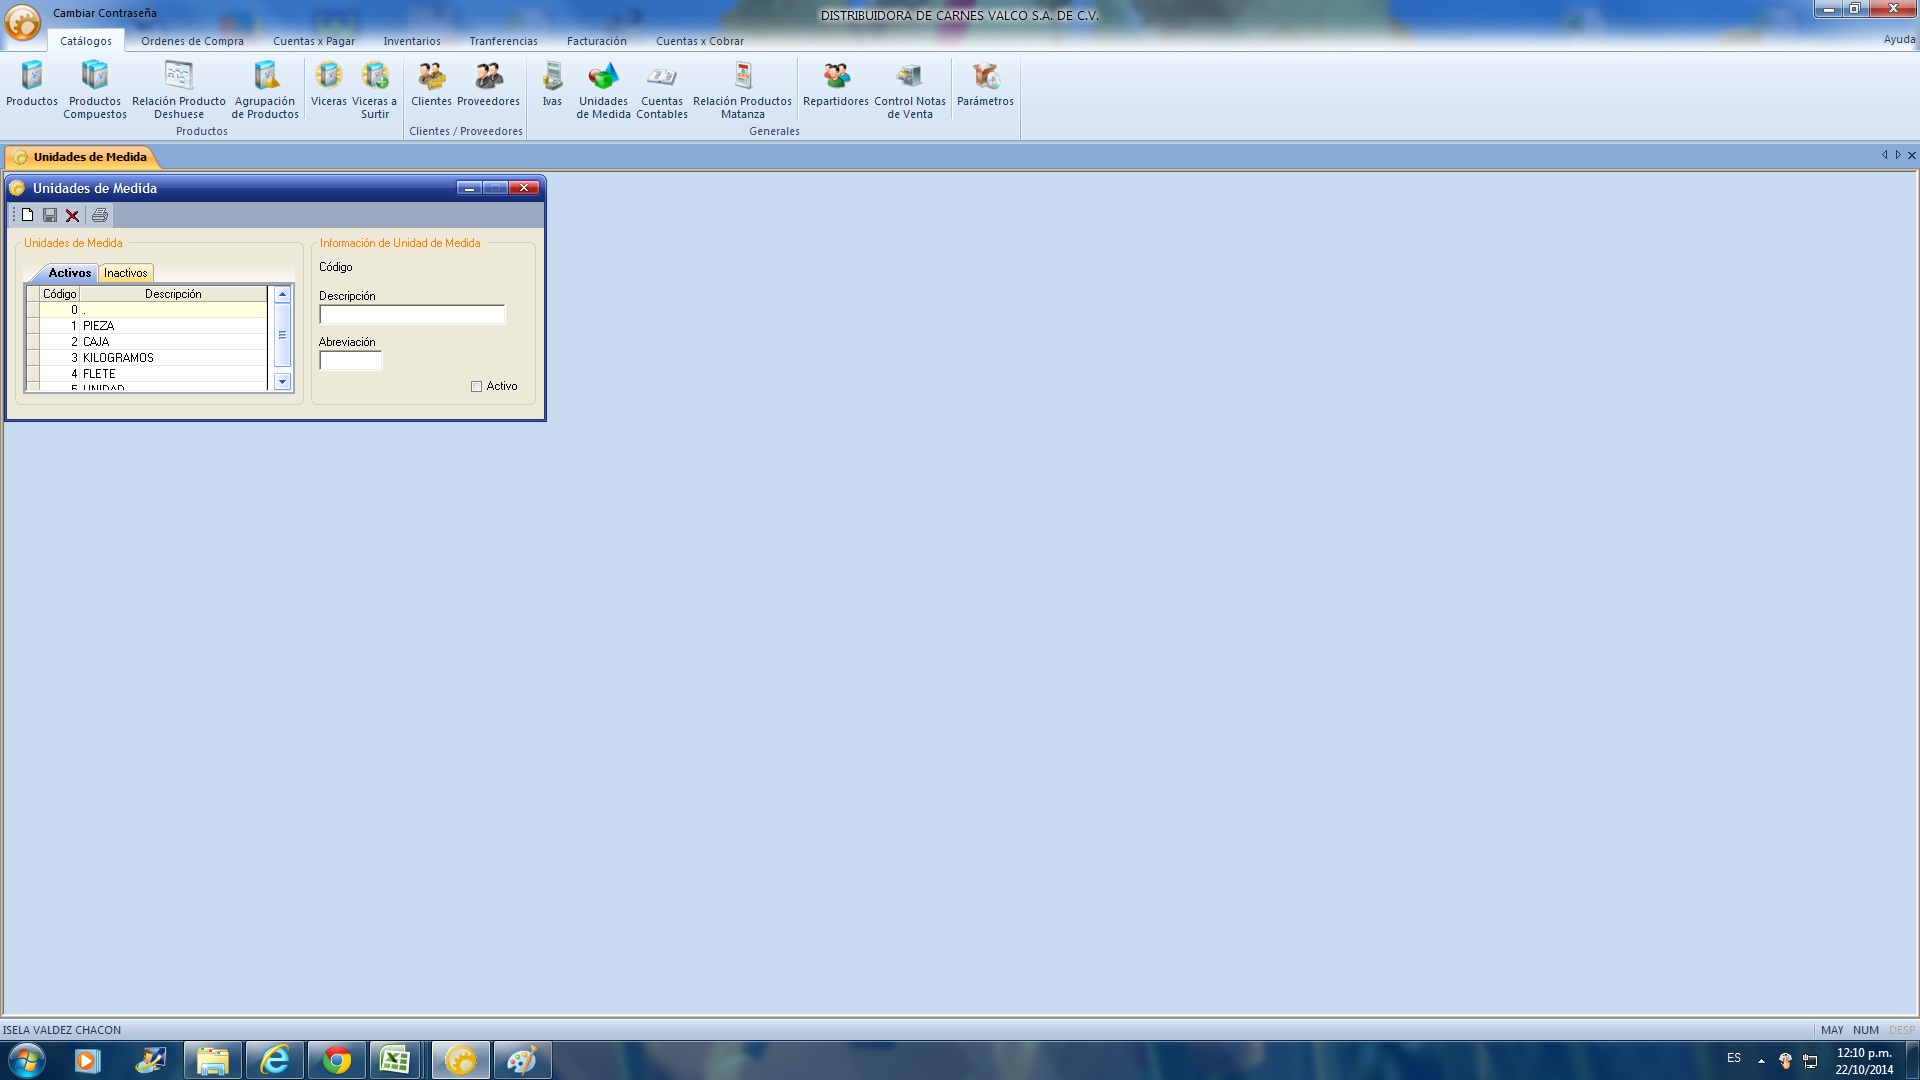 Cambiar Contraseña
DISTRIBUIDORA DE CARNES VALCO S.A. DE C.V.
Catálogos Ordenes de Compra Cuentas x Pagar Inventarios Tranferencias Facturación Cuentas x Cobrar Ayuda
Productos
Productos Compuestos
Relación Producto Deshuese
Agrupación de Productos
Viceras
Viceras a Surtir
Clientes
Proveedores
Ivas
Unidades de Medida
Cuentas Contables
Relación Productos Matanza
Repartidores
Control Notas de Venta
Parámetros
Productos Clientes / Proveedores Generales
Unidades de Medida
Unidades de Medida
Unidades de Medida
Activos Inactivos
Código Descripción
0 .
1 PIEZA
2 CAJA
3 KILOGRAMOS
4 FLETE
5 UNIDAD
Información de Unidad de Medida
Código
Descripción
Abreviación
Activo
ISELA VALDEZ CHACON
MAY NUM DESP
ES
12:10 p.m.
22/10/2014